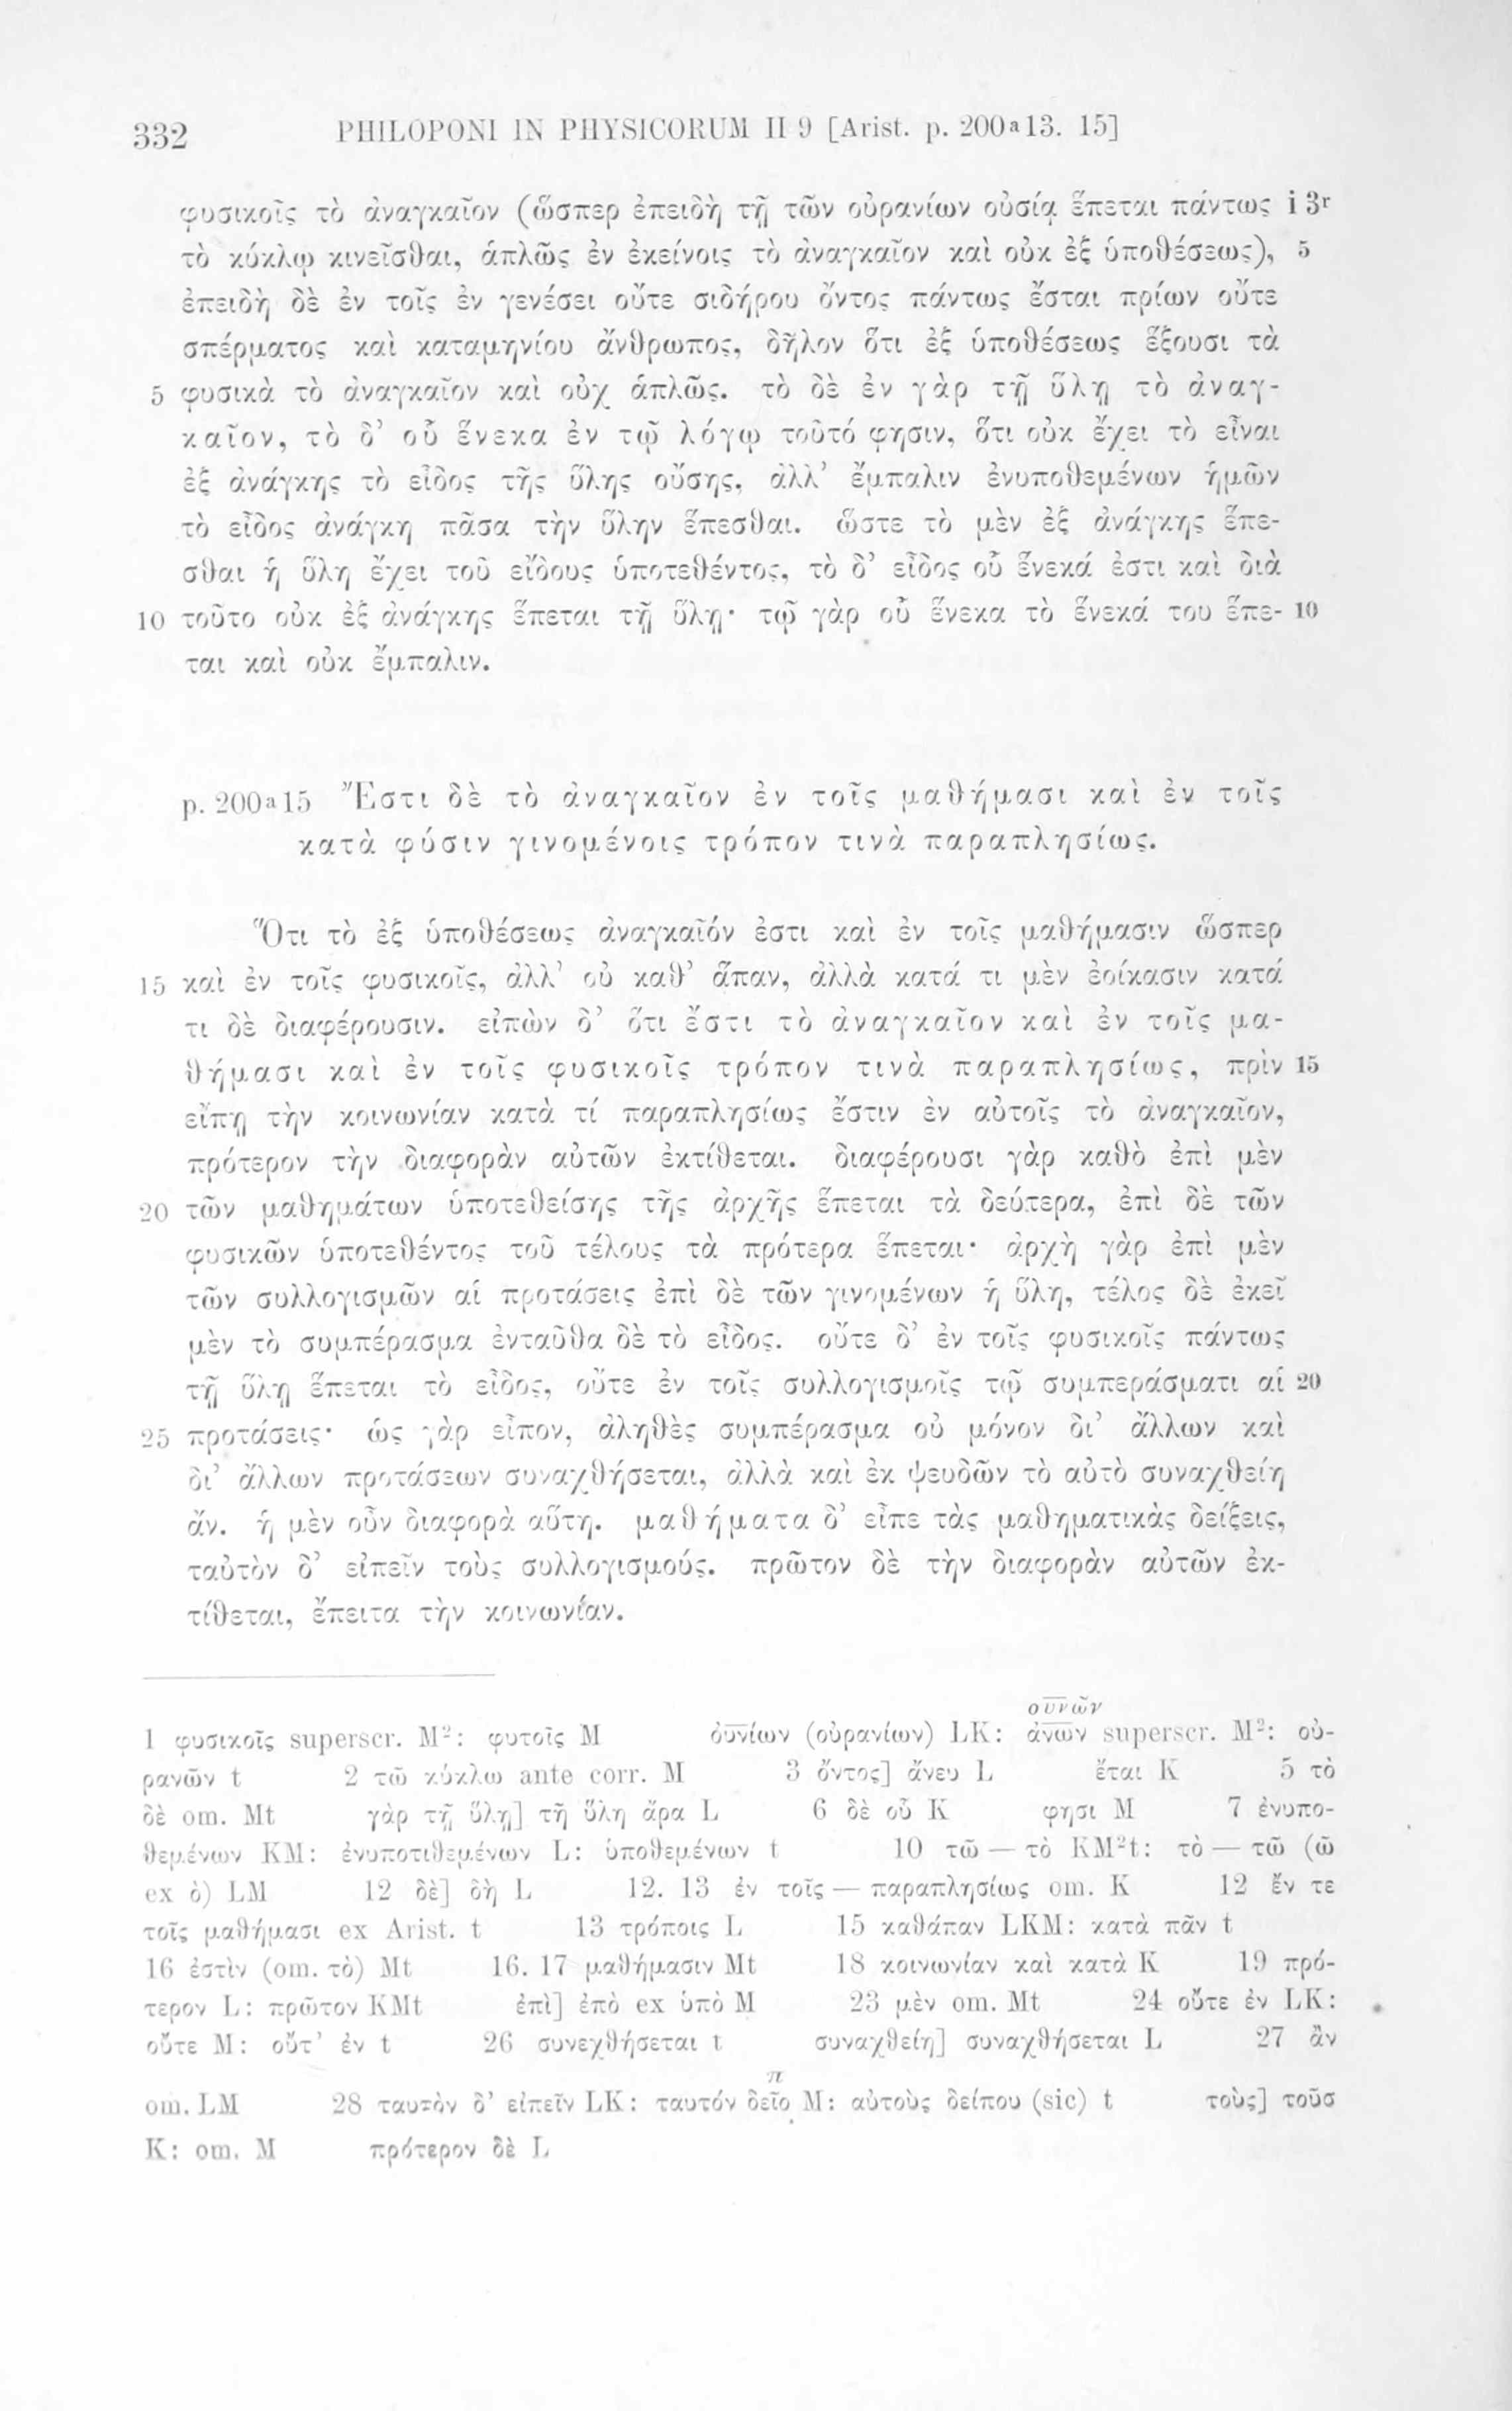 332 PHILOPONI IN PHYSICORUM II 9 [Arist. p. 200ᵃ13. 15]
φυσικοῖς τὸ ἀναγκαῖον (ὥσπερ ἐπειδὴ τῇ τῶν οὐρανίων οὐσίᾳ ἕπεται πάντως i 3ʳ
τὸ κύκλῳ κινεῖσθαι, ἁπλῶς ἐν ἐκείνοις τὸ ἀναγκαῖον καὶ οὐκ ἐξ ὑποθέσεως), 5
ἐπειδὴ δὲ ἐν τοῖς ἐν γενέσει οὔτε σιδήρου ὄντος πάντως ἔσται πρίων οὔτε
σπέρματος καὶ καταμηνίου ἄνθρωπος, δῆλον ὅτι ἐξ ὑποθέσεως ἕξουσι τὰ
5 φυσικὰ τὸ ἀναγκαῖον καὶ οὐχ ἁπλῶς. τὸ δὲ ἐν γὰρ τῇ ὕλῃ τὸ ἀναγ-
καῖον, τὸ δ’ οὗ ἕνεκα ἐν τῷ λόγῳ τοῦτό φησιν, ὅτι οὐκ ἔχει τὸ εἶναι
ἐξ ἀνάγκης τὸ εἶδος τῆς ὕλης οὔσης, ἀλλ’ ἔμπαλιν ἐνυποθεμένων ἡμῶν
τὸ εἶδος ἀνάγκη πᾶσα τὴν ὕλην ἕπεσθαι. ὥστε τὸ μὲν ἐξ ἀνάγκης ἕπε-
σθαι ἡ ὕλη ἔχει τοῦ εἴδους ὑποτεθέντος, τὸ δ’ εἶδος οὗ ἕνεκά ἐστι καὶ διὰ
10 τοῦτο οὐκ ἐξ ἀνάγκης ἕπεται τῇ ὕλῃ· τῷ γὰρ οὗ ἕνεκα τὸ ἕνεκά του ἕπε- 10
ται καὶ οὐκ ἔμπαλιν.
p. 200ᵃ15 Ἔστι δὲ τὸ ἀναγκαῖον ἐν τοῖς μαθήμασι καὶ ἐν τοῖς
κατὰ φύσιν γινομένοις τρόπον τινὰ παραπλησίως.
Ὅτι τὸ ἐξ ὑποθέσεως ἀναγκαῖόν ἐστι καὶ ἐν τοῖς μαθήμασιν ὥσπερ
15 καὶ ἐν τοῖς φυσικοῖς, ἀλλ’ οὐ καθ’ ἅπαν, ἀλλὰ κατά τι μὲν ἐοίκασιν κατά
τι δὲ διαφέρουσιν. εἰπὼν δ’ ὅτι ἔστι τὸ ἀναγκαῖον καὶ ἐν τοῖς μα-
θήμασι καὶ ἐν τοῖς φυσικοῖς τρόπον τινὰ παραπλησίως, πρὶν 15
εἴπῃ τὴν κοινωνίαν κατὰ τί παραπλησίως ἔστιν ἐν αὐτοῖς τὸ ἀναγκαῖον,
πρότερον τὴν διαφορὰν αὐτῶν ἐκτίθεται. διαφέρουσι γὰρ καθὸ ἐπὶ μὲν
20 τῶν μαθημάτων ὑποτεθείσης τῆς ἀρχῆς ἕπεται τὰ δεύτερα, ἐπὶ δὲ τῶν
φυσικῶν ὑποτεθέντος τοῦ τέλους τὰ πρότερα ἕπεται· ἀρχὴ γὰρ ἐπὶ μὲν
τῶν συλλογισμῶν αἱ προτάσεις ἐπὶ δὲ τῶν γινομένων ἡ ὕλη, τέλος δὲ ἐκεῖ
μὲν τὸ συμπέρασμα ἐνταῦθα δὲ τὸ εἶδος. οὔτε δ’ ἐν τοῖς φυσικοῖς πάντως
τῇ ὕλῃ ἕπεται τὸ εἶδος, οὔτε ἐν τοῖς συλλογισμοῖς τῷ συμπεράσματι αἱ 20
25 προτάσεις· ὡς γὰρ εἶπον, ἀληθὲς συμπέρασμα οὐ μόνον δι’ ἄλλων καὶ
δι’ ἄλλων προτάσεων συναχθήσεται, ἀλλὰ καὶ ἐκ ψευδῶν τὸ αὐτὸ συναχθείη
ἄν. ἡ μὲν οὖν διαφορὰ αὕτη. μαθήματα δ’ εἶπε τὰς μαθηματικὰς δείξεις,
ταὐτὸν δ’ εἰπεῖν τοὺς συλλογισμούς. πρῶτον δὲ τὴν διαφορὰν αὐτῶν ἐκ-
τίθεται, ἔπειτα τὴν κοινωνίαν.
ουνῶν
1 φυσικοῖς superscr. M²: φυτοῖς M όυνίων (οὐρανίων) LK: ἀνων superscr. M²: οὐ-
ρανῶν t 2 τῶ κύκλω ante corr. M 3 ὄντος] ἄνευ L ἔται K 5 τὸ
δὲ om. Mt γὰρ τῇ ὕλῃ] τῆ ὕλη ἄρα L 6 δὲ οὗ K φησι M 7 ἐνυπο-
θεμένων KM: ἐνυποτιθεμένων L: ὑποθεμένων t 10 τῶ — τὸ KM²t: τὸ — τῶ (ῶ
ex ὸ) LM 12 δὲ] δὴ L 12. 13 ἐν τοῖς — παραπλησίως om. K 12 ἔν τε
τοῖς μαθήμασι ex Arist. t 13 τρόποις L 15 καθάπαν LKM: κατὰ πᾶν t
16 ἐστὶν (om. τὸ) Mt 16. 17 μαθήμασιν Mt 18 κοινωνίαν καὶ κατὰ K 19 πρό-
τερον L: πρῶτον KMt ἐπὶ] ἐπὸ ex ὑπὸ M 23 μὲν om. Mt 24 οὔτε ἐν LK:
οὔτε M: οὔτ’ ἐν t 26 συνεχθήσεται t συναχθείη] συναχθήσεται L 27 ἂν
π
om. LM 28 ταυτὸν δ’ εἰπεῖν LK: ταυτόν δεῖο M: αὐτοὺς δείπου (sic) t τοὺς] τοῦσ
K: om. M πρότερον δὲ L